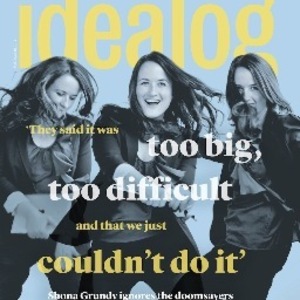 idealog
'They said it was
too big,
too difficult
and that we just
couldn't do it'
Shona Grundy ignores the doomsayers